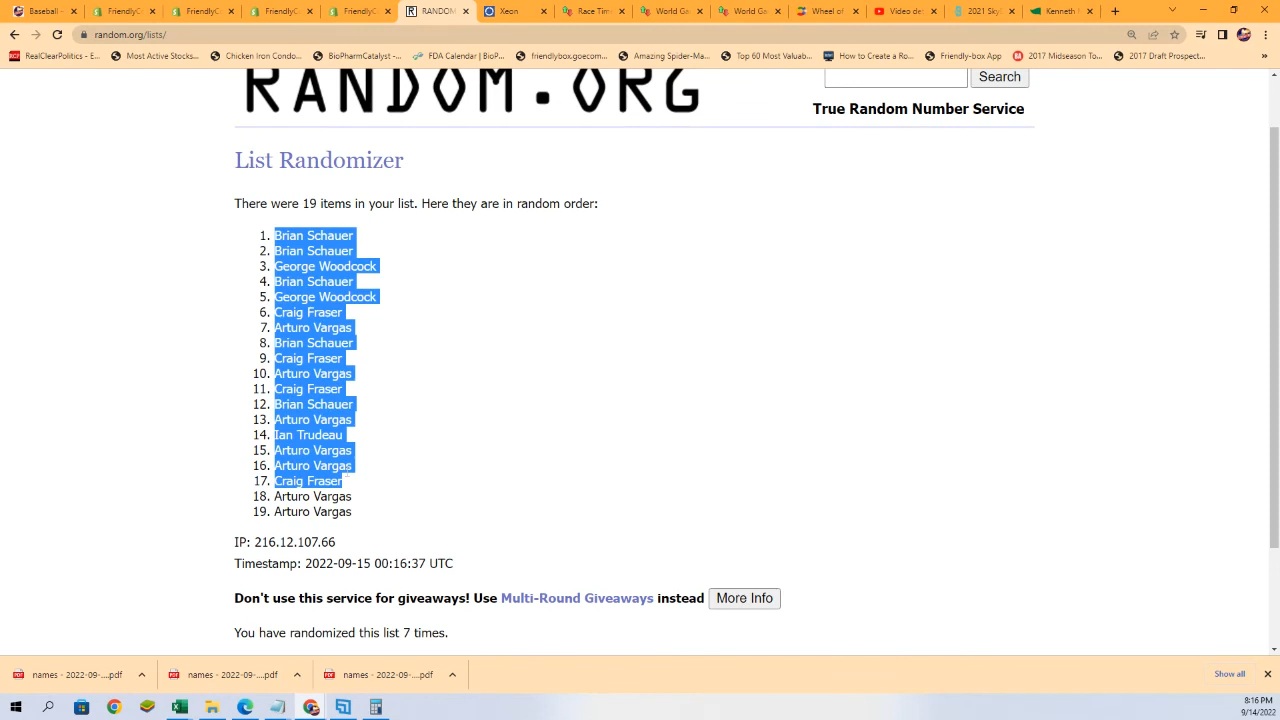 Baseball –
FriendlyC
FriendlyC
FriendlyC
FriendlyC
RANDOM
Xeon
Race Time
World Ga
World Ga
Wheel of
Video de
2021 Sky
Kenneth
random.org/lists/
RealClearPolitics - E...
Most Active Stocks...
Chicken Iron Condo...
BioPharmCatalyst -...
FDA Calendar | BioP...
friendlybox.goecom...
Amazing Spider-Ma...
Top 60 Most Valuab...
How to Create a Ro...
Friendly-box App
2017 Midseason To...
2017 Draft Prospect...
RANDOM.ORG
Search
True Random Number Service
List Randomizer
There were 19 items in your list. Here they are in random order:
1. Brian Schauer
2. Brian Schauer
3. George Woodcock
4. Brian Schauer
5. George Woodcock
6. Craig Fraser
7. Arturo Vargas
8. Brian Schauer
9. Craig Fraser
10. Arturo Vargas
11. Craig Fraser
12. Brian Schauer
13. Arturo Vargas
14. Ian Trudeau
15. Arturo Vargas
16. Arturo Vargas
17. Craig Fraser
18. Arturo Vargas
19. Arturo Vargas
IP: 216.12.107.66
Timestamp: 2022-09-15 00:16:37 UTC
Don't use this service for giveaways! Use Multi-Round Giveaways instead More Info
You have randomized this list 7 times.
names - 2022-09-....pdf
names - 2022-09-....pdf
names - 2022-09-....pdf
Show all
8:16 PM
9/14/2022